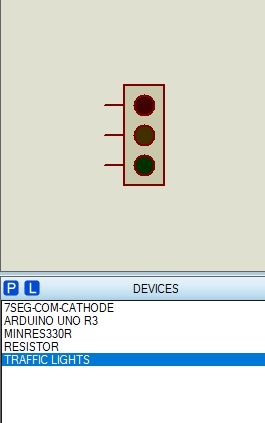 P L DEVICES
7SEG-COM-CATHODE
ARDUINO UNO R3
MINRES330R
RESISTOR
TRAFFIC LIGHTS